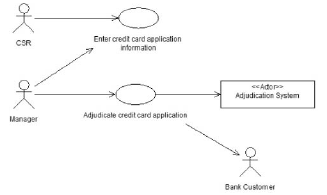 CSR
Enter credit card application
information
Manager
Adjudicate credit card application
<<Actor>>
Adjudication System
Bank Customer